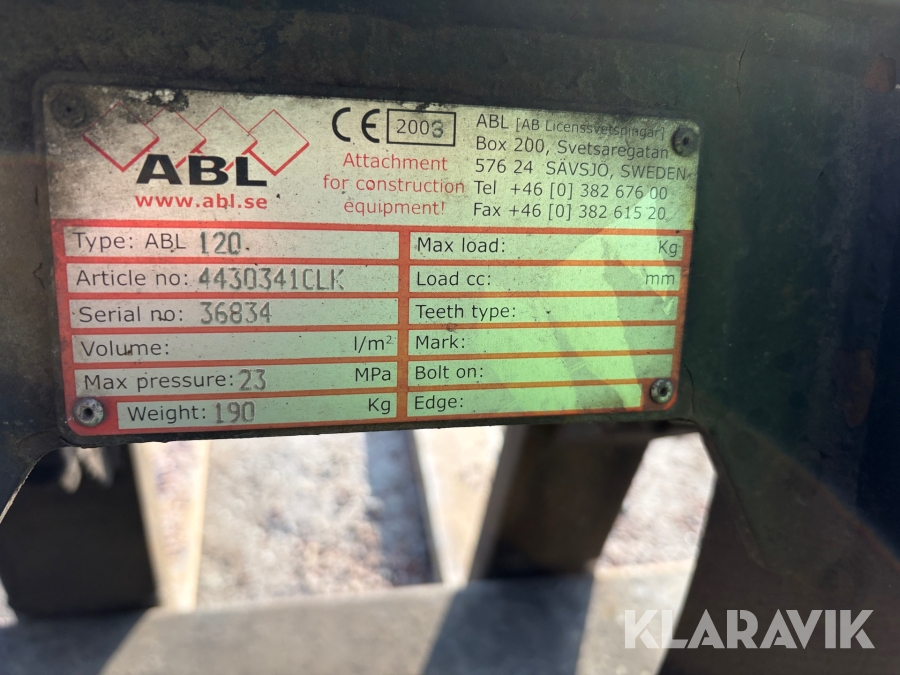 ABL
www.abl.se
CE 2008
Attachment
for construction
equipment!
ABL [AB Licenssvetsningar]
Box 200, Svetsaregatan
576 24 SÄVSJÖ, SWEDEN
Tel +46 [0] 382 676 00
Fax +46 [0] 382 615 20
Type: ABL 120
Article no: 4430341CLK
Serial no: 36834
Volume: l/m²
Max pressure: 23 MPa
Weight: 190 Kg
Max load: Kg
Load cc: mm
Teeth type:
Mark:
Bolt on:
Edge:
KLARAVIK